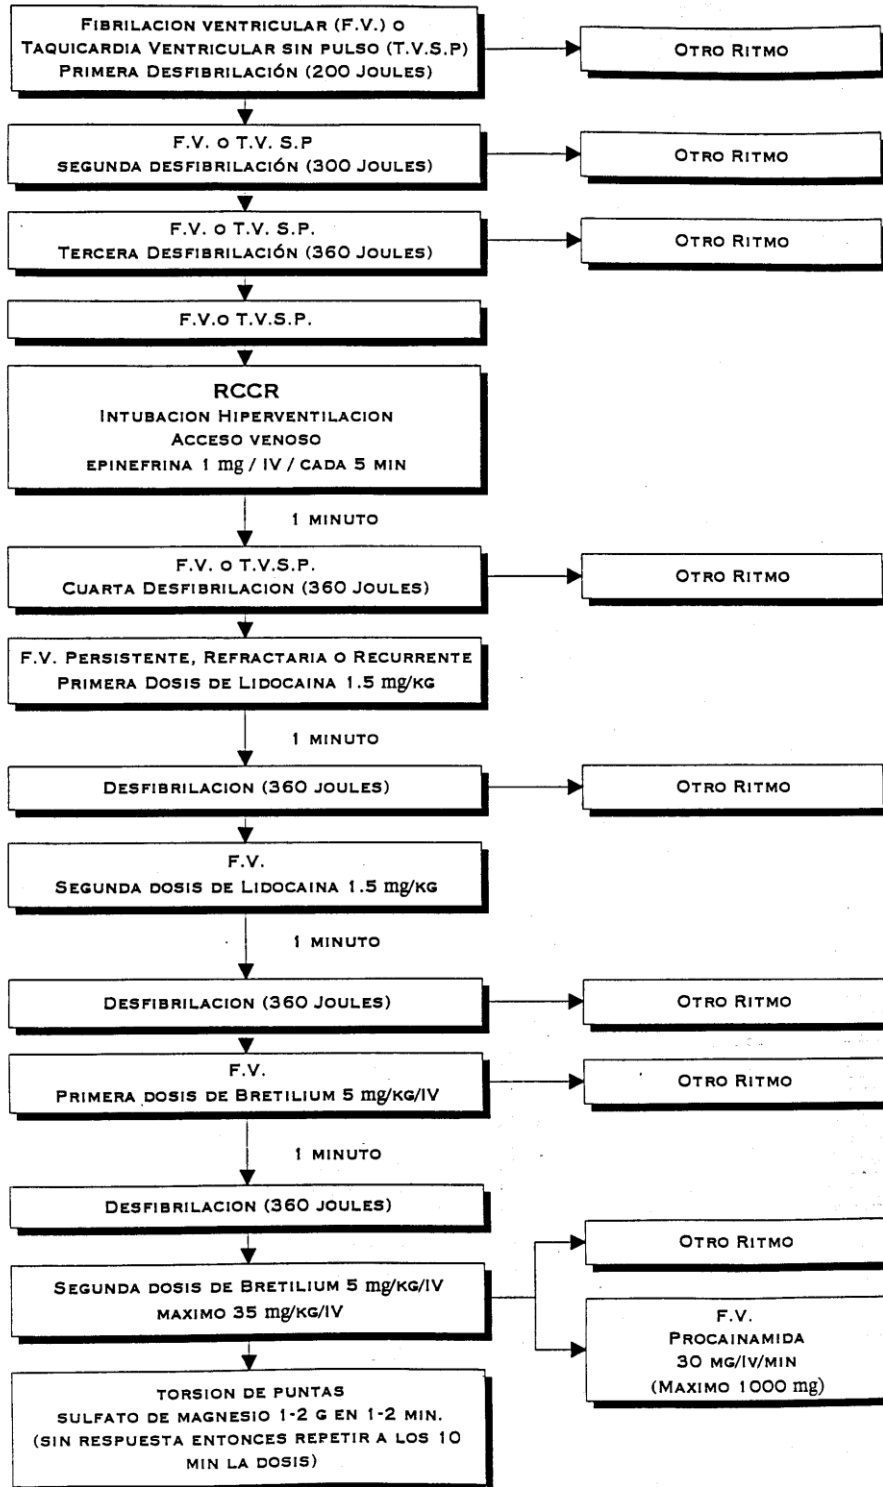 FIBRILACION VENTRICULAR (F.V.) O
TAQUICARDIA VENTRICULAR SIN PULSO (T.V.S.P)
PRIMERA DESFIBRILACIÓN (200 JOULES)
OTRO RITMO
F.V. O T.V. S.P
SEGUNDA DESFIBRILACIÓN (300 JOULES)
OTRO RITMO
F.V. O T.V. S.P.
TERCERA DESFIBRILACIÓN (360 JOULES)
OTRO RITMO
F.V.O T.V.S.P.
RCCR
INTUBACION HIPERVENTILACION
ACCESO VENOSO
EPINEFRINA 1 mg / IV / CADA 5 MIN
1 MINUTO
F.V. O T.V.S.P.
CUARTA DESFIBRILACION (360 JOULES)
OTRO RITMO
F.V. PERSISTENTE, REFRACTARIA O RECURRENTE
PRIMERA DOSIS DE LIDOCAINA 1.5 mg/KG
1 MINUTO
DESFIBRILACION (360 JOULES)
OTRO RITMO
F.V.
SEGUNDA DOSIS DE LIDOCAINA 1.5 mg/KG
1 MINUTO
DESFIBRILACION (360 JOULES)
OTRO RITMO
F.V.
PRIMERA DOSIS DE BRETILIUM 5 mg/KG/IV
OTRO RITMO
1 MINUTO
DESFIBRILACION (360 JOULES)
OTRO RITMO
SEGUNDA DOSIS DE BRETILIUM 5 mg/KG/IV
MAXIMO 35 mg/KG/IV
F.V.
PROCAINAMIDA
30 MG/IV/MIN
(MAXIMO 1000 mg)
TORSION DE PUNTAS
SULFATO DE MAGNESIO 1-2 G EN 1-2 MIN.
(SIN RESPUESTA ENTONCES REPETIR A LOS 10
MIN LA DOSIS)